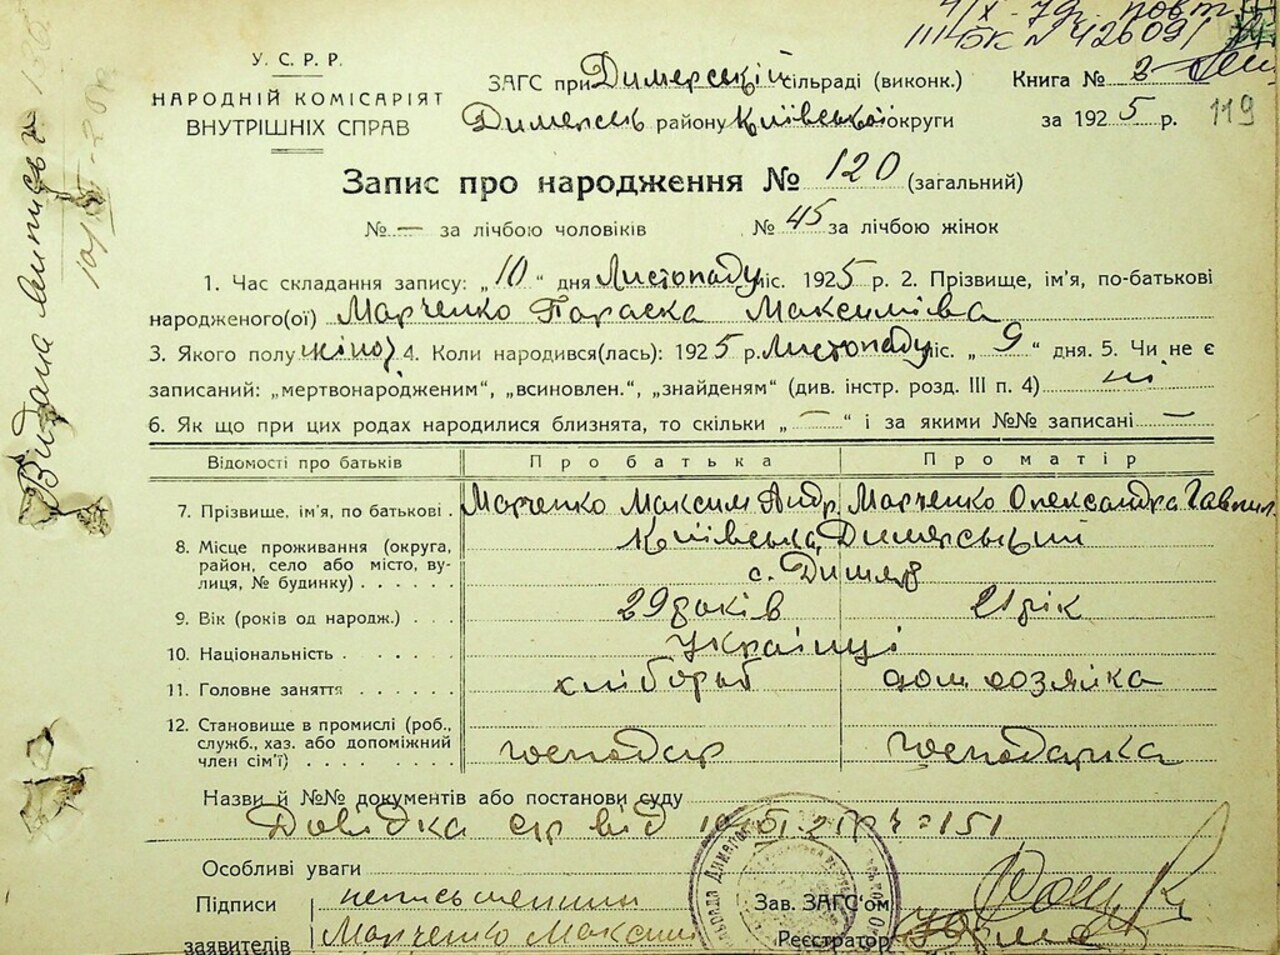 4/X-79р. повт
III БК № 426091
У. С. Р. Р.
НАРОДНІЙ КОМІСАРІЯТ
ВНУТРІШНІХ СПРАВ
ЗАГС при Димерській сільраді (виконк.)
Димерськ району Київської округи
Книга № 2
за 1925 р. 119
Запис про народження № 120 (загальний)
№ — за лічбою чоловіків № 45 за лічбою жінок
1. Час складання запису: „10“ дня Листопаду міс. 1925 р. 2. Прізвище, ім'я, по-батькові
народженого(ої) Марченко Параска Максимівна
3. Якого полу жіноч 4. Коли народився(лась): 1925 р. Листопаду міс. „9“ дня. 5. Чи не є
записаний: „мертвонародженим“, „всиновлен.“, „знайденям“ (див. інстр. розд. III п. 4) ні
6. Як що при цих родах народилися близнята, то скільки „—“ і за якими №№ записані —
Відомості про батьків Про батька Про матір
7. Прізвище, ім'я, по батькові . Марченко Максим Андр. Марченко Олександра Гаврил.
8. Місце проживання (округа, Київська, Димерський
район, село або місто, ву-
лиця, № будинку) . . . . . . с. Димер
9. Вік (років од народж.) . . . 29 років 21 рік
10. Національність . . . . . . Українці
11. Головне заняття . . . . . . хлібороб дом хозяйка
12. Становище в промислі (роб.,
служб., хаз. або допоміжний
член сім'ї) . . . . . . . . господар господарка
Назви й №№ документів або постанови суду
Довідка с/р від 151
Особливі уваги
Підписи неписьменний
заявителів Марченко Максим
Зав. ЗАГС'ом
Реєстратор
Видана